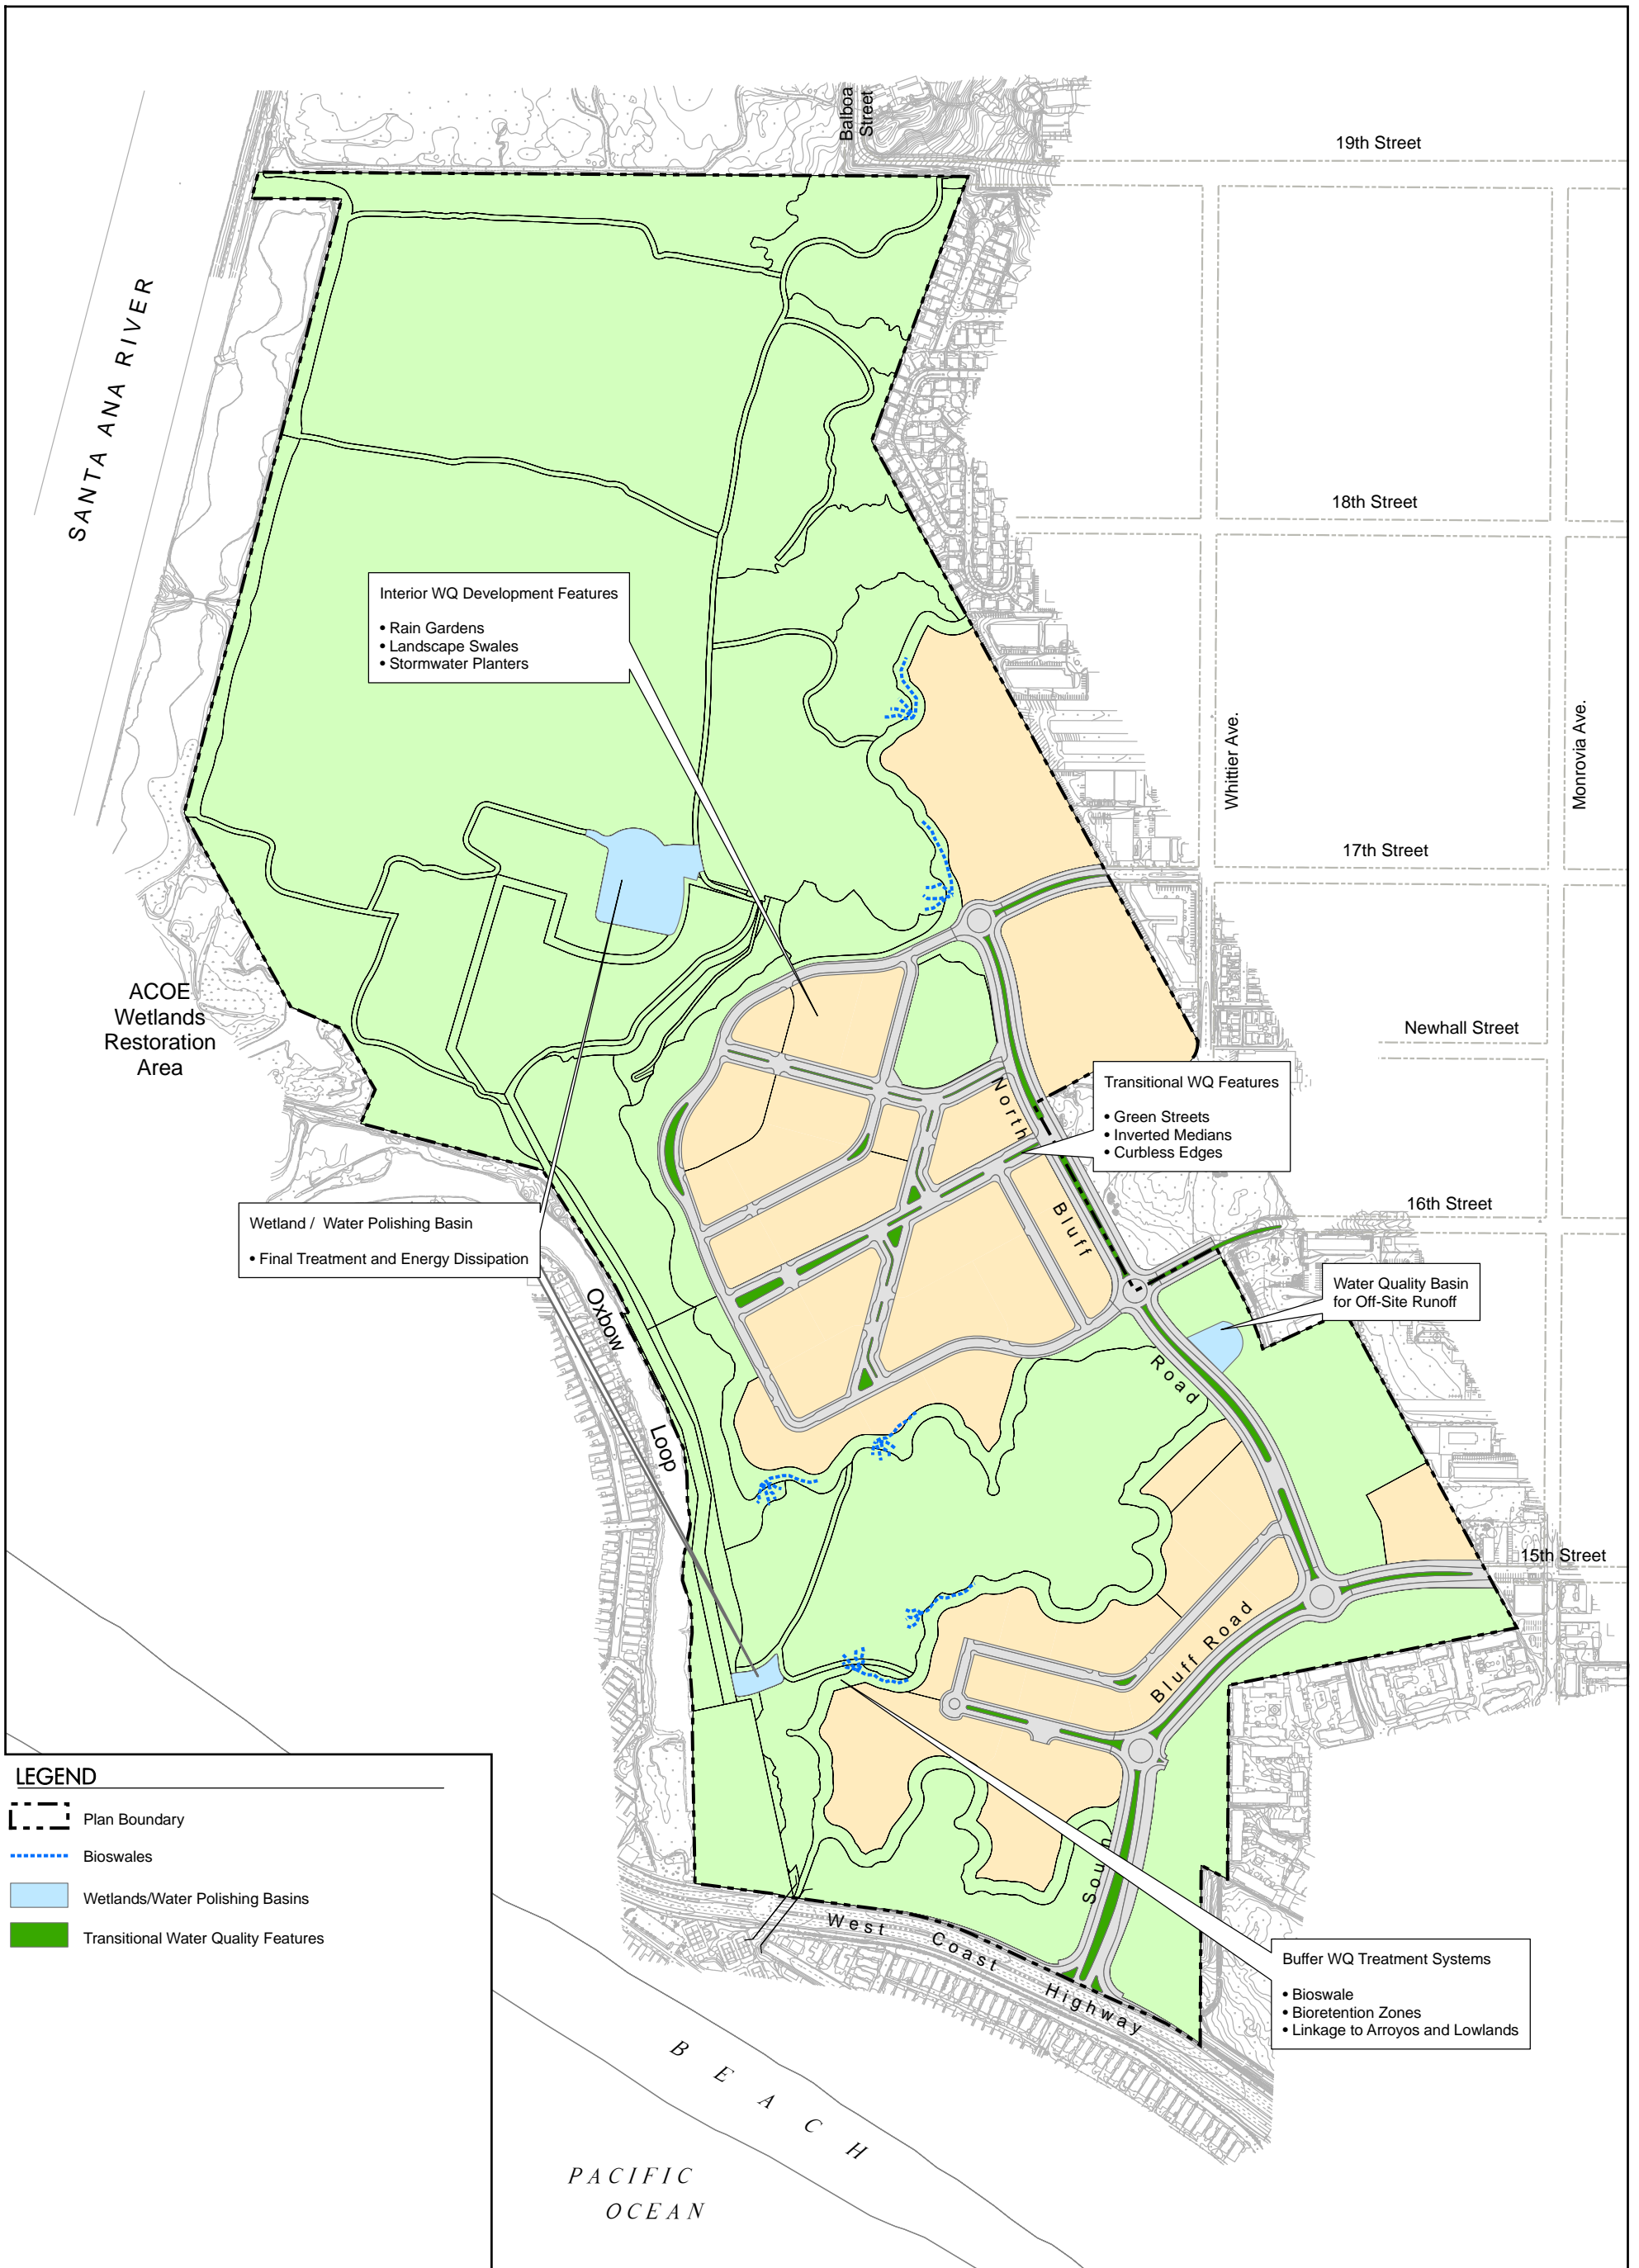 Balboa
Street
19th Street
SANTA ANA RIVER
18th Street
Interior WQ Development Features
• Rain Gardens
• Landscape Swales
• Stormwater Planters
Whittier Ave.
Monrovia Ave.
17th Street
ACOE
Wetlands
Restoration
Area
Newhall Street
Transitional WQ Features
• Green Streets
• Inverted Medians
• Curbless Edges
North
Bluff
Road
16th Street
Wetland / Water Polishing Basin
• Final Treatment and Energy Dissipation
Water Quality Basin
for Off-Site Runoff
Oxbow
Loop
15th Street
Bluff Road
South
West Coast Highway
Buffer WQ Treatment Systems
• Bioswale
• Bioretention Zones
• Linkage to Arroyos and Lowlands
LEGEND
Plan Boundary
Bioswales
Wetlands/Water Polishing Basins
Transitional Water Quality Features
BEACH
PACIFIC
OCEAN